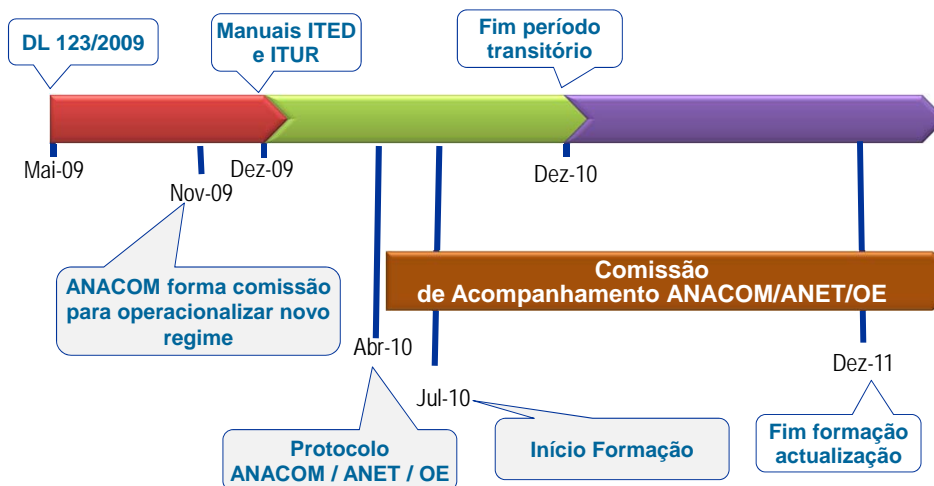 DL 123/2009
Manuais ITED
e ITUR
Fim período
transitório
Mai-09
Nov-09
Dez-09
Dez-10
ANACOM forma comissão
para operacionalizar novo
regime
Comissão
de Acompanhamento ANACOM/ANET/OE
Abr-10
Jul-10
Dez-11
Protocolo
ANACOM / ANET / OE
Início Formação
Fim formação
actualização